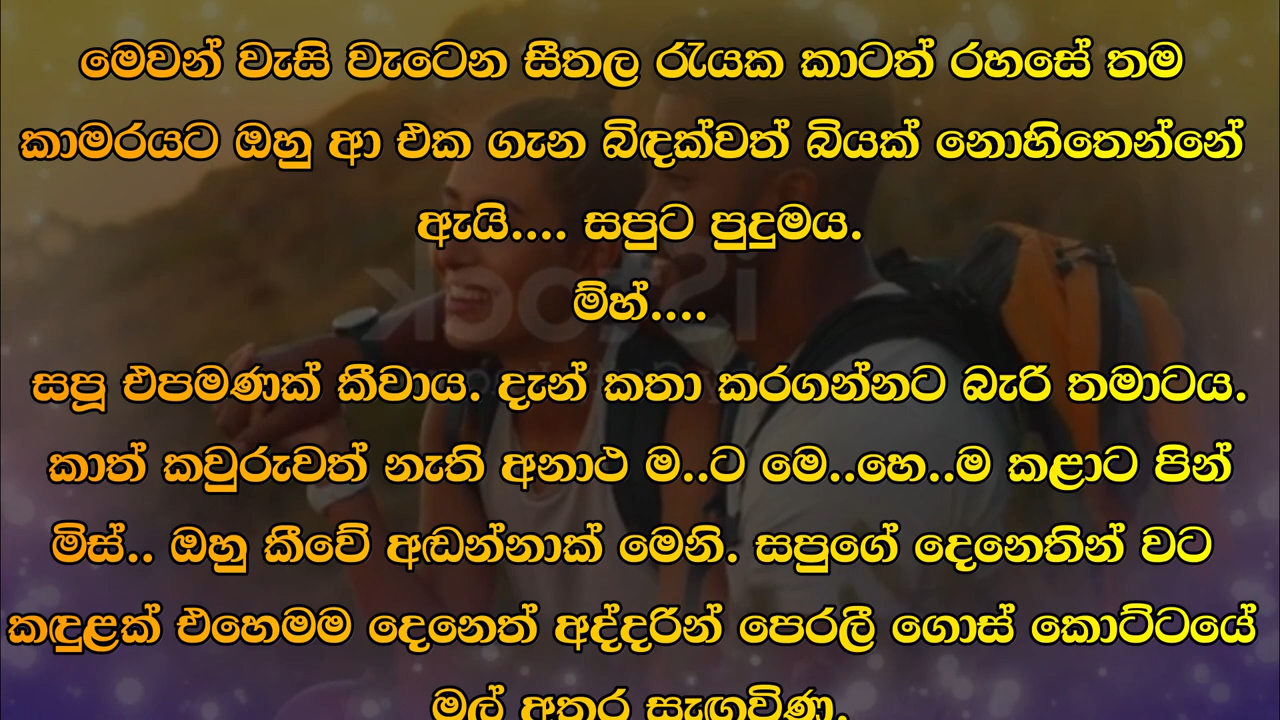 මෙවන් වැසි වැටෙන සීතල රැයක කාටත් රහසේ තම
කාමරයට ඔහු ආ එක ගැන බිඳක්වත් බියක් නොහිතෙන්නේ
ඇයි.... සපුට පුදුමය.
ම්හ්....
සපූ එපමණක් කීවාය. දැන් කතා කරගන්නට බැරි තමාටය.
කාත් කවුරුවත් නැති අනාථ ම..ට මෙ..හෙ..ම කළාට පින්
මිස්.. ඔහු කීවේ අඬන්නාක් මෙනි. සපුගේ දෙනෙතින් වට
කඳුළක් එහෙමම දෙනෙත් අද්දරින් පෙරලී ගොස් කොට්ටයේ
මල් අතර සැඟවිණ.